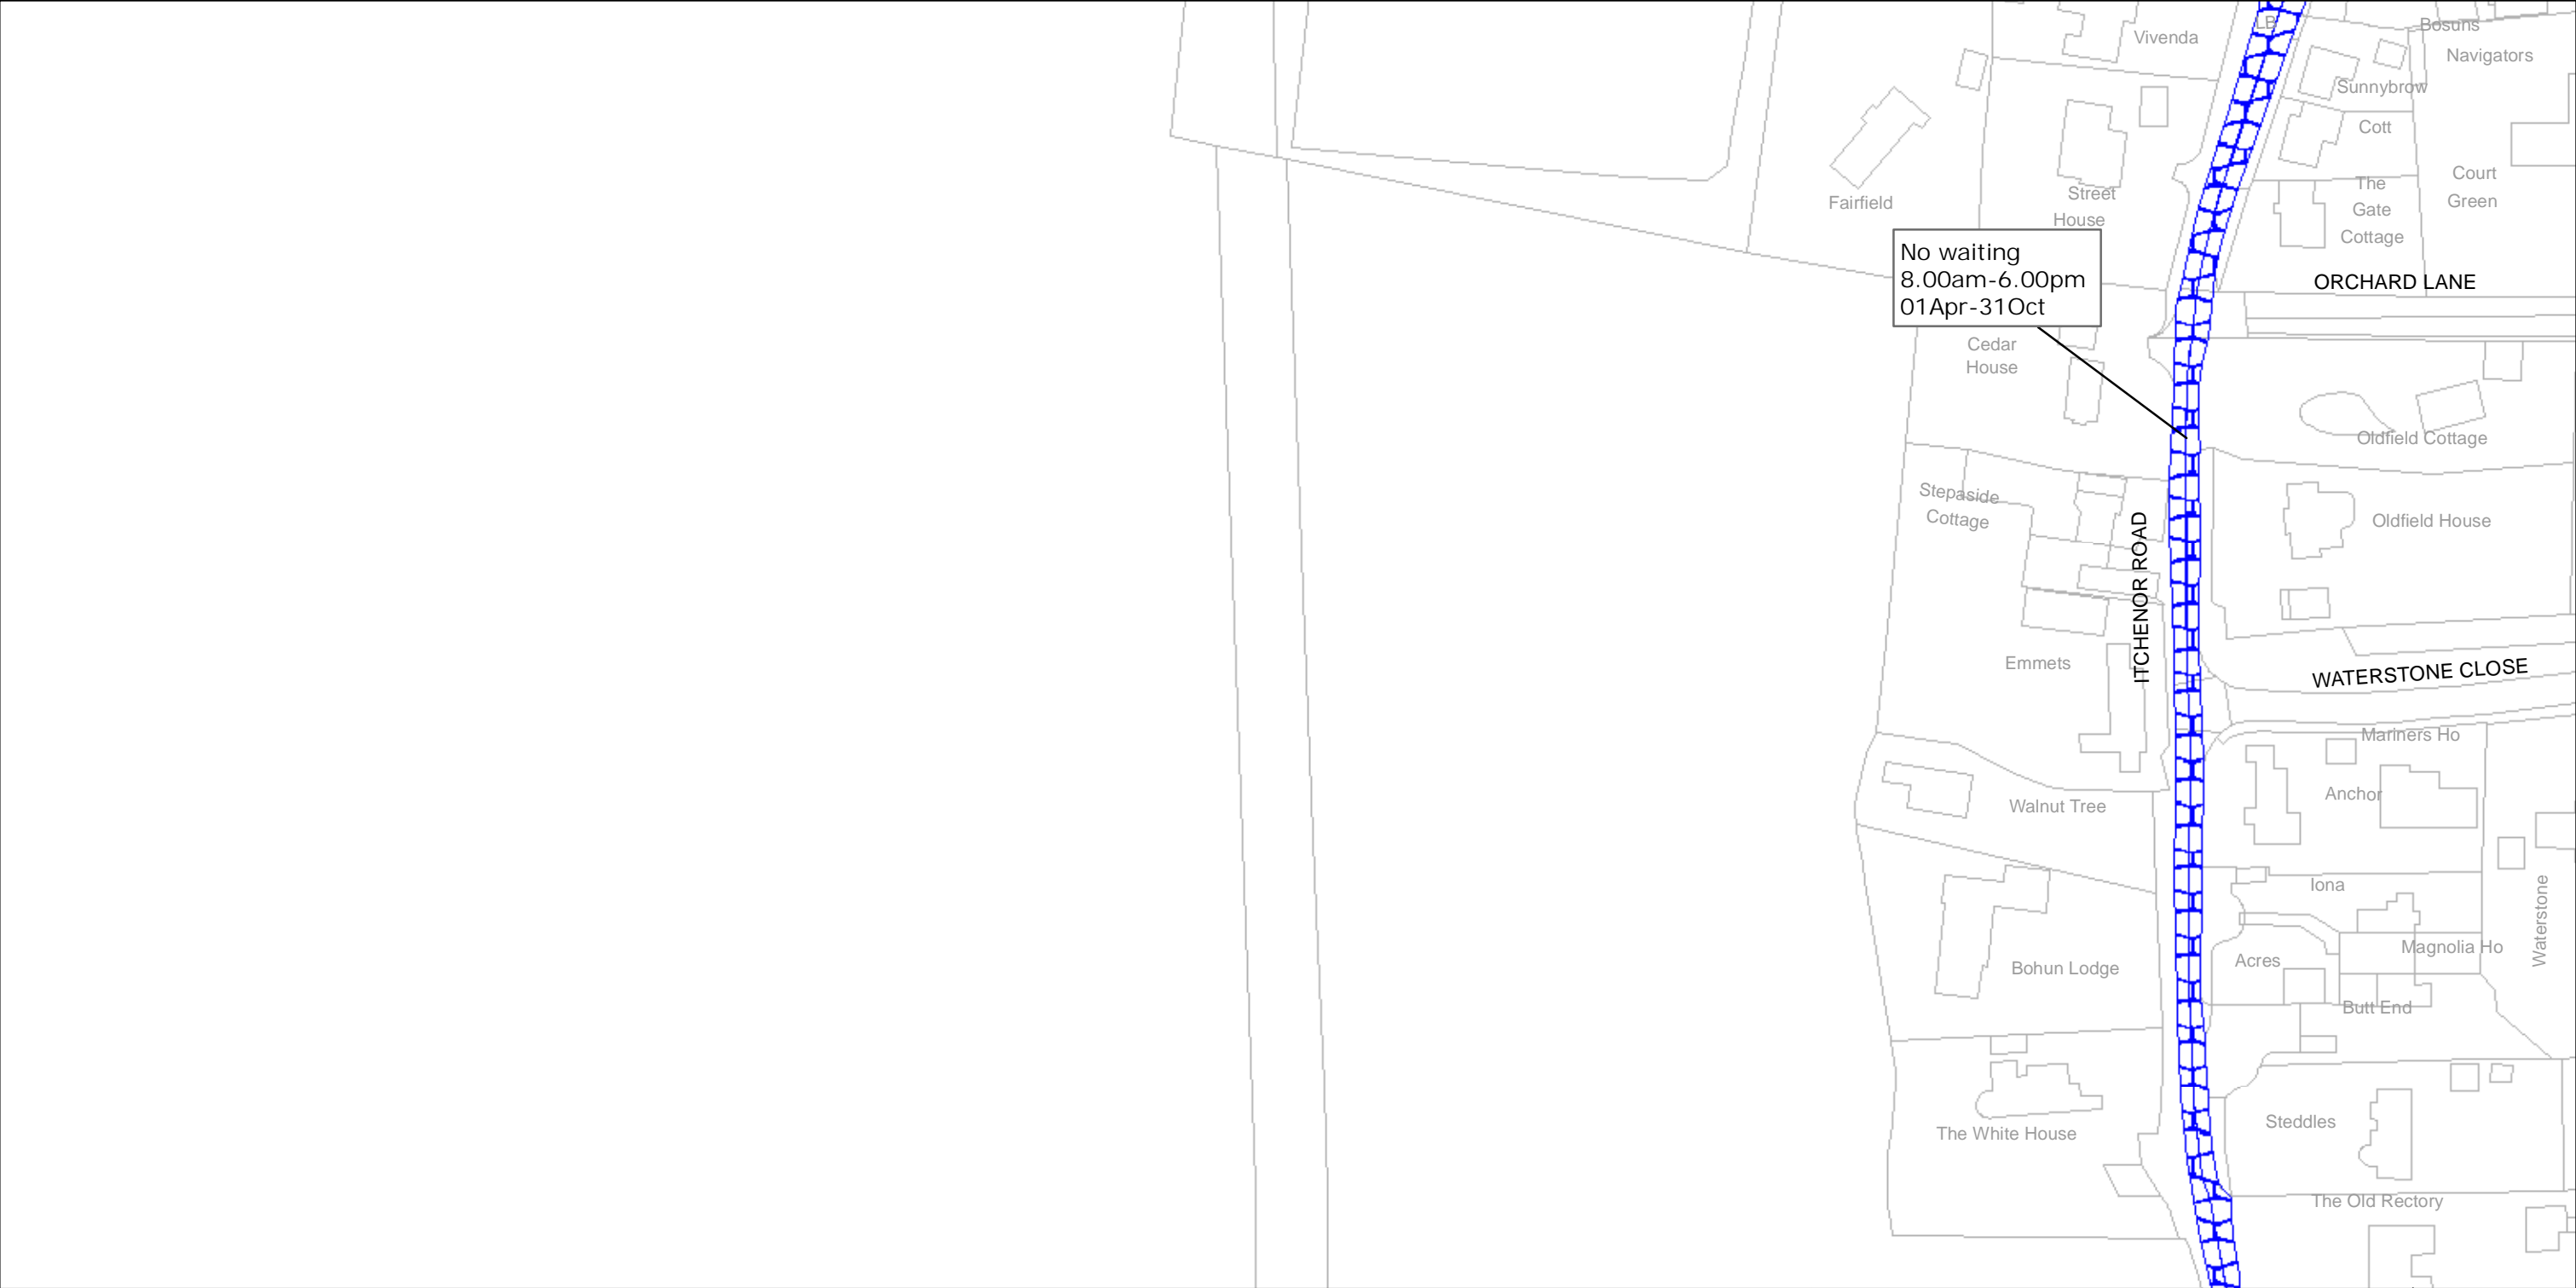 LB
Bosuns
Vivenda
Navigators
Sunnybrow
Cott
Court
Green
The
Gate
Cottage
Fairfield
Street
House
No waiting
8.00am-6.00pm
01Apr-31Oct
ORCHARD LANE
Cedar
House
Oldfield Cottage
Stepaside
Cottage
Oldfield House
ITCHENOR ROAD
Emmets
WATERSTONE CLOSE
Mariners Ho
Anchor
Walnut Tree
Iona
Waterstone
Magnolia Ho
Acres
Bohun Lodge
Butt End
Steddles
The White House
The Old Rectory